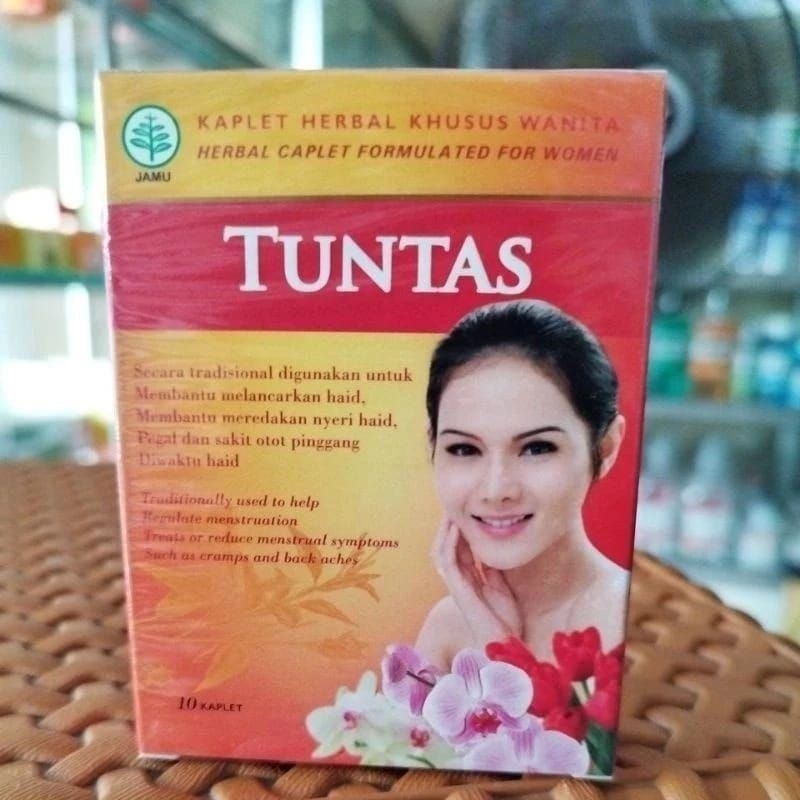 KAPLET HERBAL KHUSUS WANITA
HERBAL CAPLET FORMULATED FOR WOMEN
JAMU
TUNTAS
Secara tradisional digunakan untuk
Membantu melancarkan haid,
Membantu meredakan nyeri haid,
Pegal dan sakit otot pinggang
Diwaktu haid
Traditionally used to help
Regulate menstruation
Treats or reduce menstrual symptoms
Such as cramps and back aches
10 KAPLET